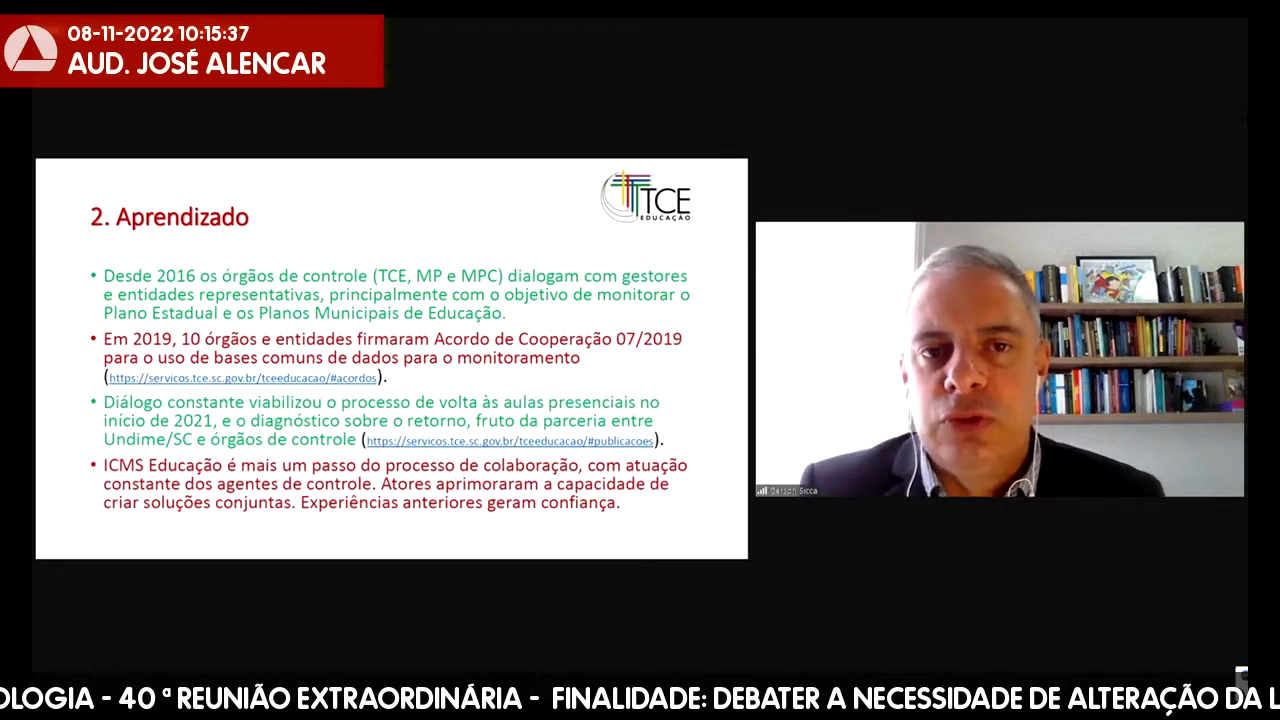 08-11-2022 10:15:37
AUD. JOSÉ ALENCAR
TCE
EDUCAÇÃO
2. Aprendizado
• Desde 2016 os órgãos de controle (TCE, MP e MPC) dialogam com gestores
e entidades representativas, principalmente com o objetivo de monitorar o
Plano Estadual e os Planos Municipais de Educação.
• Em 2019, 10 órgãos e entidades firmaram Acordo de Cooperação 07/2019
para o uso de bases comuns de dados para o monitoramento
(https://servicos.tce.sc.gov.br/tceeducacao/#acordos).
• Diálogo constante viabilizou o processo de volta às aulas presenciais no
início de 2021, e o diagnóstico sobre o retorno, fruto da parceria entre
Undime/SC e órgãos de controle (https://servicos.tce.sc.gov.br/tceeducacao/#publicacoes).
• ICMS Educação é mais um passo do processo de colaboração, com atuação
constante dos agentes de controle. Atores aprimoraram a capacidade de
criar soluções conjuntas. Experiências anteriores geram confiança.
Gerson Sicca
OLOGIA - 40 ª REUNIÃO EXTRAORDINÁRIA - FINALIDADE: DEBATER A NECESSIDADE DE ALTERAÇÃO DA L